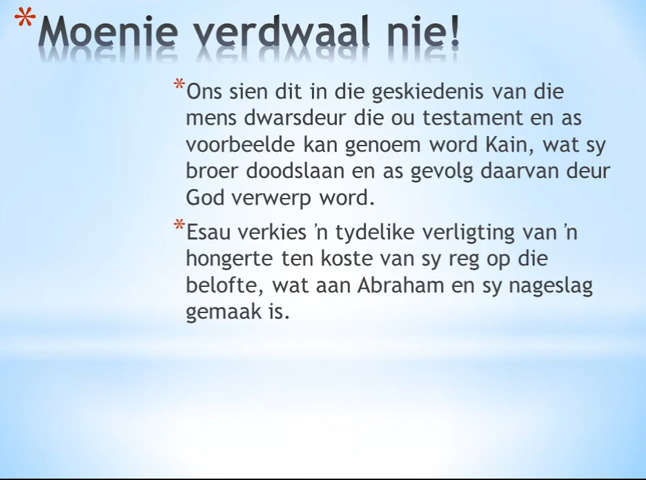 * Moenie verdwaal nie!
* Ons sien dit in die geskiedenis van die
mens dwarsdeur die ou testament en as
voorbeelde kan genoem word Kain, wat sy
broer doodslaan en as gevolg daarvan deur
God verwerp word.
* Esau verkies 'n tydelike verligting van 'n
hongerte ten koste van sy reg op die
belofte, wat aan Abraham en sy nageslag
gemaak is.